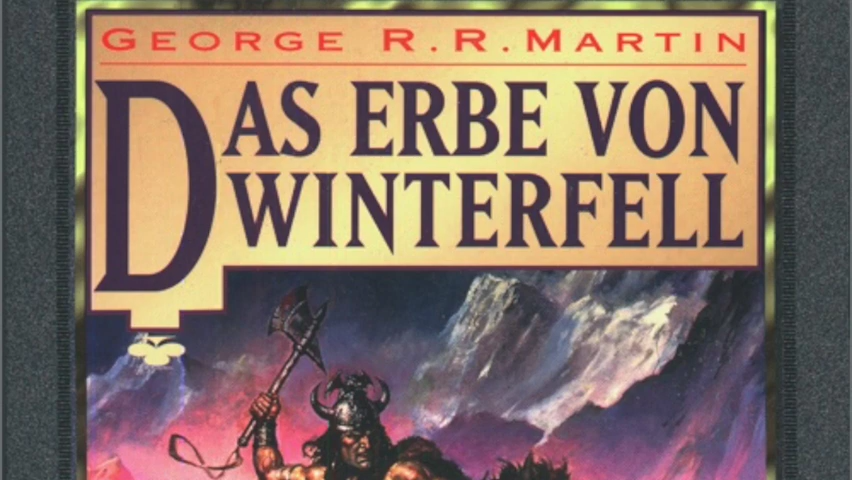 GEORGE R.R. MARTIN
DAS ERBE VON
WINTERFELL